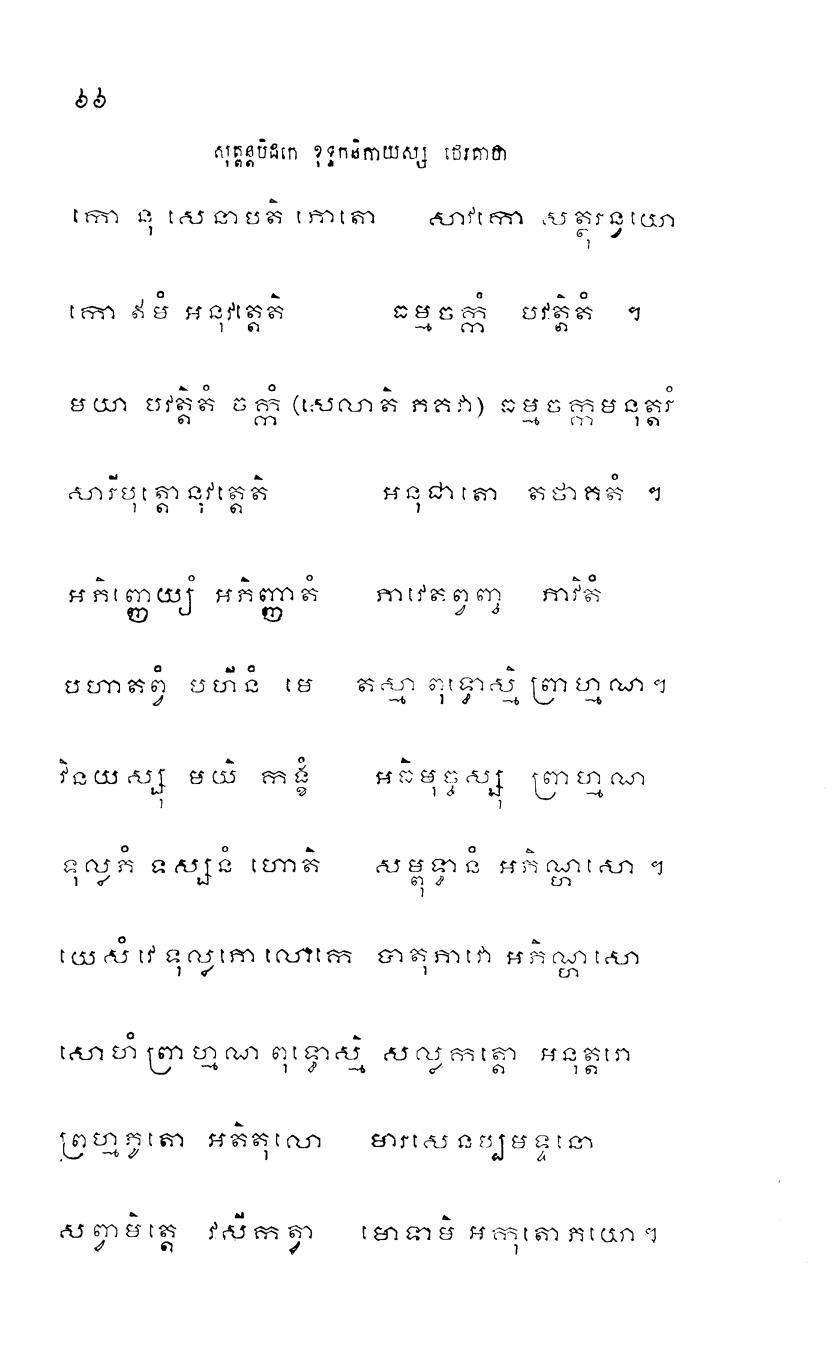 ៦៦
សុត្តន្តបិដកេ ខុទ្ទកនិកាយស្ស ថេរគាថា
កោ នុ សេនាបតិ ភោតោ សាវកោ សត្ថុរន្វយោ
កោ ឥមំ អនុវត្តេតិ ធម្មចក្កំ បវត្តិតំ ។
មយា បវត្តិតំ ចក្កំ (សេលាតិ ភគវា) ធម្មចក្កមនុត្តរំ
សារីបុត្តោនុវត្តេតិ អនុជាតោ តថាគតំ ។
អភិញ្ញេយ្យំ អភិញ្ញាតំ ភាវេតព្វញ្ច ភាវិតំ
បហាតព្វំ បហីនំ មេ តស្មា ពុទ្ធោស្មិ ព្រាហ្មណ។
វិនយស្សុ មយិ កង្ខំ អធិមុច្ចស្សុ ព្រាហ្មណ
ទុល្លភំ ទស្សនំ ហោតិ សម្ពុទ្ធានំ អភិណ្ហសោ ។
យេសំ វេ ទុល្លភោ លោកេ បាតុភាវោ អភិណ្ហសោ
សោហំ ព្រាហ្មណ ពុទ្ធោស្មិ សល្លកត្តោ អនុត្តរោ
ព្រហ្មភូតោ អតិតុលោ មារសេនប្បមទ្ទនោ
សព្វាមិត្តេ វសីកត្វា មោទាមិ អកុតោភយោ។